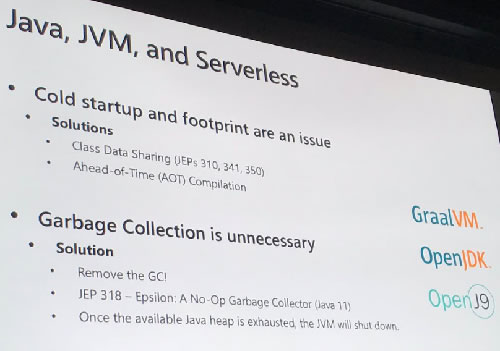 Java, JVM, and Serverless
Cold startup and footprint are an issue
Solutions
Class Data Sharing (JEPs 310, 341, 350)
Ahead-of-Time (AOT) Compilation
Garbage Collection is unnecessary
Solution
Remove the GC!
JEP 318 – Epsilon: A No-Op Garbage Collector (Java 11)
Once the available Java heap is exhausted, the JVM will shut down.
GraalVM™
OpenJDK™
OpenJ9